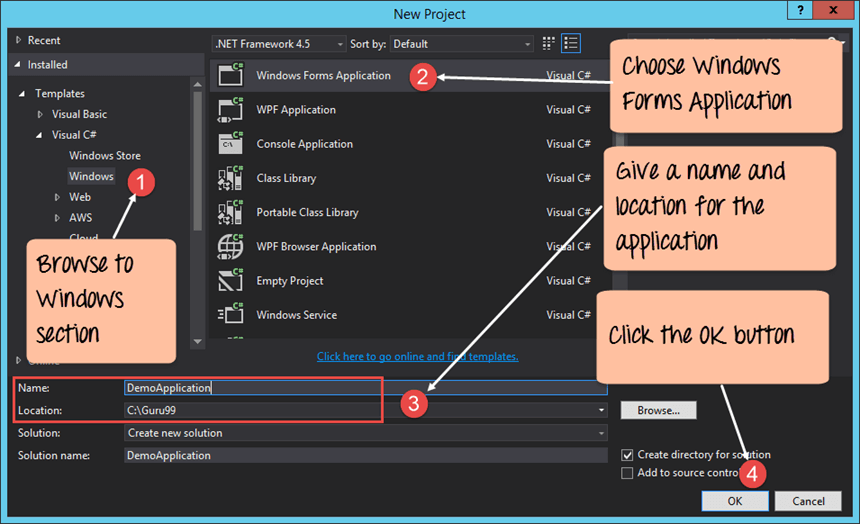 New Project
?
x
Recent
.NET Framework 4.5
Sort by:
Default
Installed
Templates
Visual Basic
Visual C#
Windows Store
Windows
Web
AWS
Cloud
Windows Forms Application
Visual C#
WPF Application
Visual C#
Console Application
Visual C#
Class Library
Visual C#
Portable Class Library
Visual C#
WPF Browser Application
Visual C#
Empty Project
Visual C#
Windows Service
Visual C#
Click here to go online and find templates.
1
Browse to
Windows
section
2
Choose Windows
Forms Application
3
Give a name and
location for the
application
4
Click the OK button
Name:
DemoApplication
Location:
C:\Guru99
Browse...
Solution:
Create new solution
Solution name:
DemoApplication
Create directory for solution
Add to source control
OK
Cancel